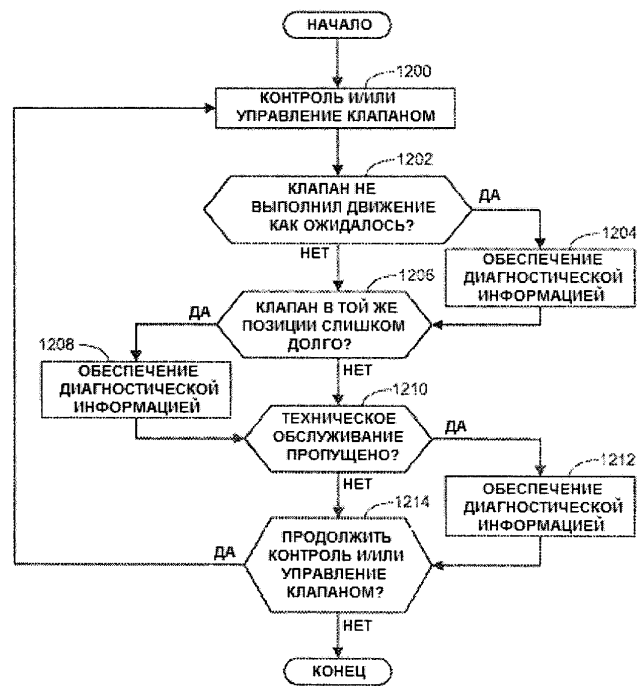 НАЧАЛО
1200
КОНТРОЛЬ И/ИЛИ
УПРАВЛЕНИЕ КЛАПАНОМ
1202
КЛАПАН НЕ
ВЫПОЛНИЛ ДВИЖЕНИЕ
КАК ОЖИДАЛОСЬ?
ДА
1204
ОБЕСПЕЧЕНИЕ
ДИАГНОСТИЧЕСКОЙ
ИНФОРМАЦИЕЙ
НЕТ
1206
КЛАПАН В ТОЙ ЖЕ
ПОЗИЦИИ СЛИШКОМ
ДОЛГО?
ДА
1208
ОБЕСПЕЧЕНИЕ
ДИАГНОСТИЧЕСКОЙ
ИНФОРМАЦИЕЙ
НЕТ
1210
ТЕХНИЧЕСКОЕ
ОБСЛУЖИВАНИЕ
ПРОПУЩЕНО?
ДА
1212
ОБЕСПЕЧЕНИЕ
ДИАГНОСТИЧЕСКОЙ
ИНФОРМАЦИЕЙ
НЕТ
1214
ПРОДОЛЖИТЬ
КОНТРОЛЬ И/ИЛИ
УПРАВЛЕНИЕ
КЛАПАНОМ?
ДА
НЕТ
КОНЕЦ